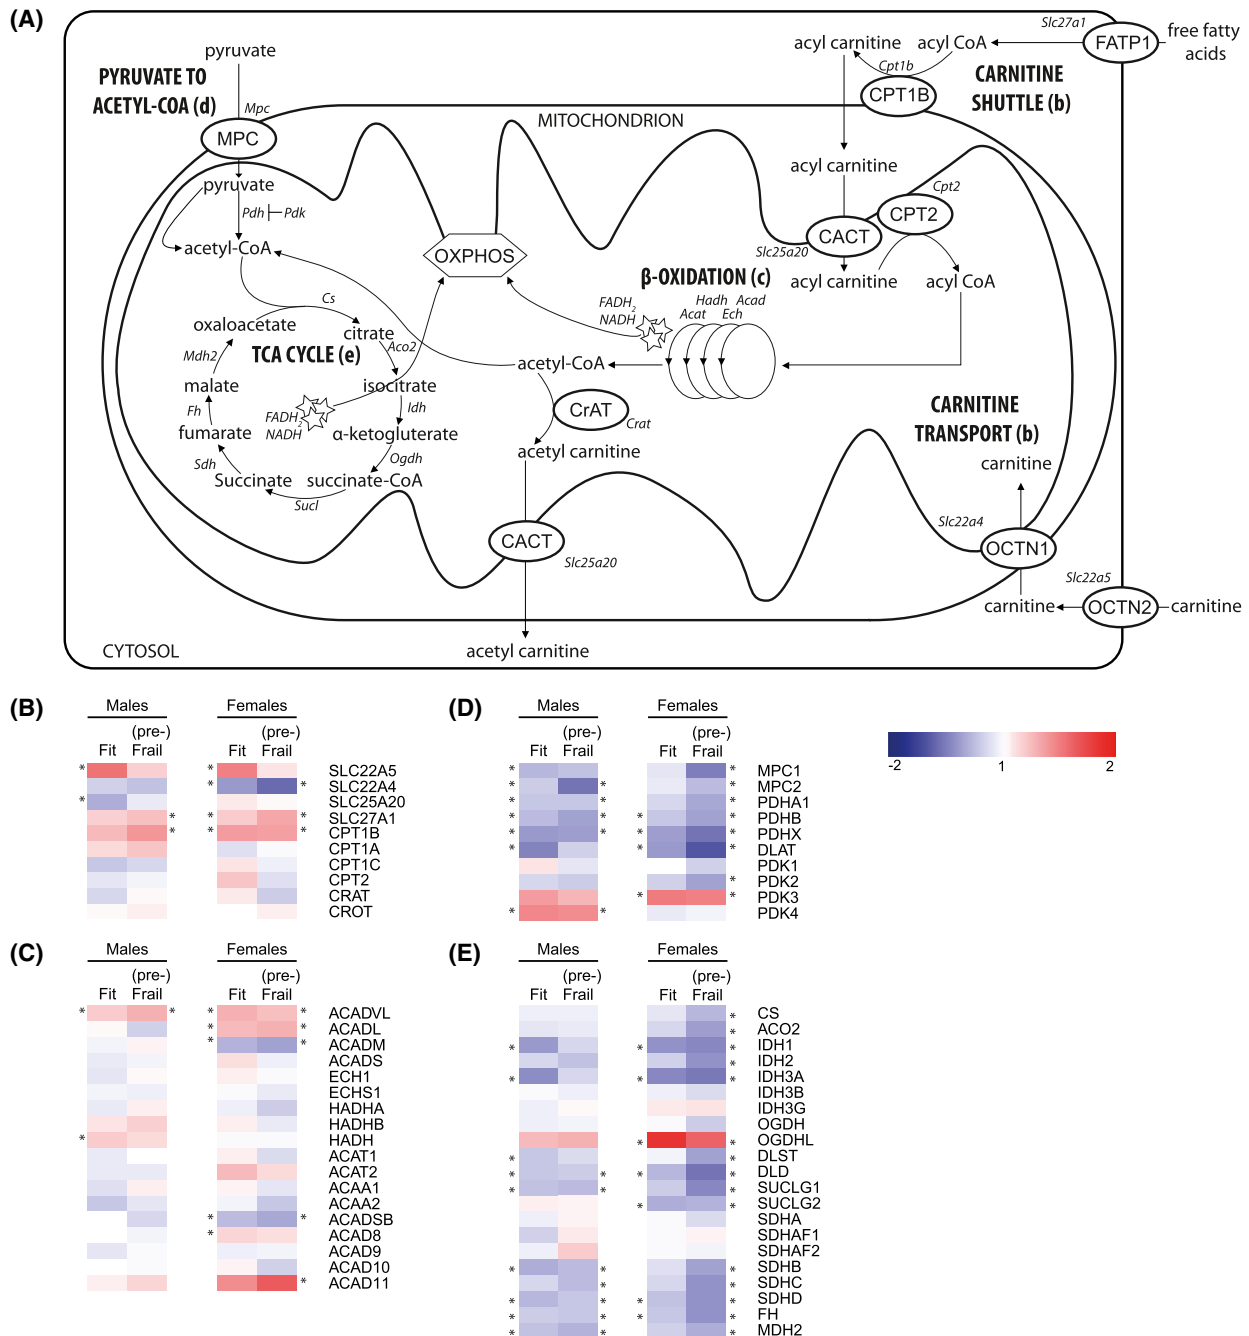 (A)
pyruvate
PYRUVATE TO
ACETYL-COA (d)
Mpc
MPC
pyruvate
Pdh
Pdk
acetyl-CoA
Cs
oxaloacetate
citrate
Mdh2
TCA CYCLE (e)
Aco2
malate
isocitrate
Fh
FADH2
NADH
Idh
fumarate
α-ketogluterate
Sdh
Ogdh
Succinate
succinate-CoA
Sucl
MITOCHONDRION
OXPHOS
acyl carnitine
acyl CoA
Slc27a1
FATP1
free fatty
acids
Cpt1b
CPT1B
CARNITINE
SHUTTLE (b)
acyl carnitine
Cpt2
CPT2
CACT
Slc25a20
acyl carnitine
acyl CoA
β-OXIDATION (c)
FADH2
NADH
Hadh
Acad
Acat
Ech
acetyl-CoA
CrAT
Crat
acetyl carnitine
CACT
Slc25a20
acetyl carnitine
CARNITINE
TRANSPORT (b)
carnitine
Slc22a4
OCTN1
Slc22a5
carnitine
OCTN2
carnitine
CYTOSOL
(B)
Males
Females
Fit
(pre-)
Frail
Fit
(pre-)
Frail
* * SLC22A5
* * SLC22A4
* SLC25A20
* * * SLC27A1
* * * CPT1B
CPT1A
CPT1C
CPT2
CRAT
CROT
(D)
Males
Females
Fit
(pre-)
Frail
Fit
(pre-)
Frail
* * MPC1
* * * MPC2
* * * PDHA1
* * * * PDHB
* * * * PDHX
* * * DLAT
PDK1
* PDK2
* * PDK3
* * PDK4
-2
1
2
(C)
Males
Females
Fit
(pre-)
Frail
Fit
(pre-)
Frail
* * * * ACADVL
* * ACADL
* * ACADM
ACADS
ECH1
ECHS1
HADHA
HADHB
* HADH
ACAT1
ACAT2
ACAA1
ACAA2
* * ACADSB
* ACAD8
ACAD9
ACAD10
* ACAD11
(E)
Males
Females
Fit
(pre-)
Frail
Fit
(pre-)
Frail
* CS
* ACO2
* * * IDH1
* IDH2
* * * IDH3A
IDH3B
IDH3G
OGDH
* * OGDHL
* * DLST
* * * * DLD
* * * SUCLG1
* * SUCLG2
SDHA
SDHAF1
SDHAF2
* * * SDHB
* * SDHC
* * * * SDHD
* * * * FH
* * * MDH2